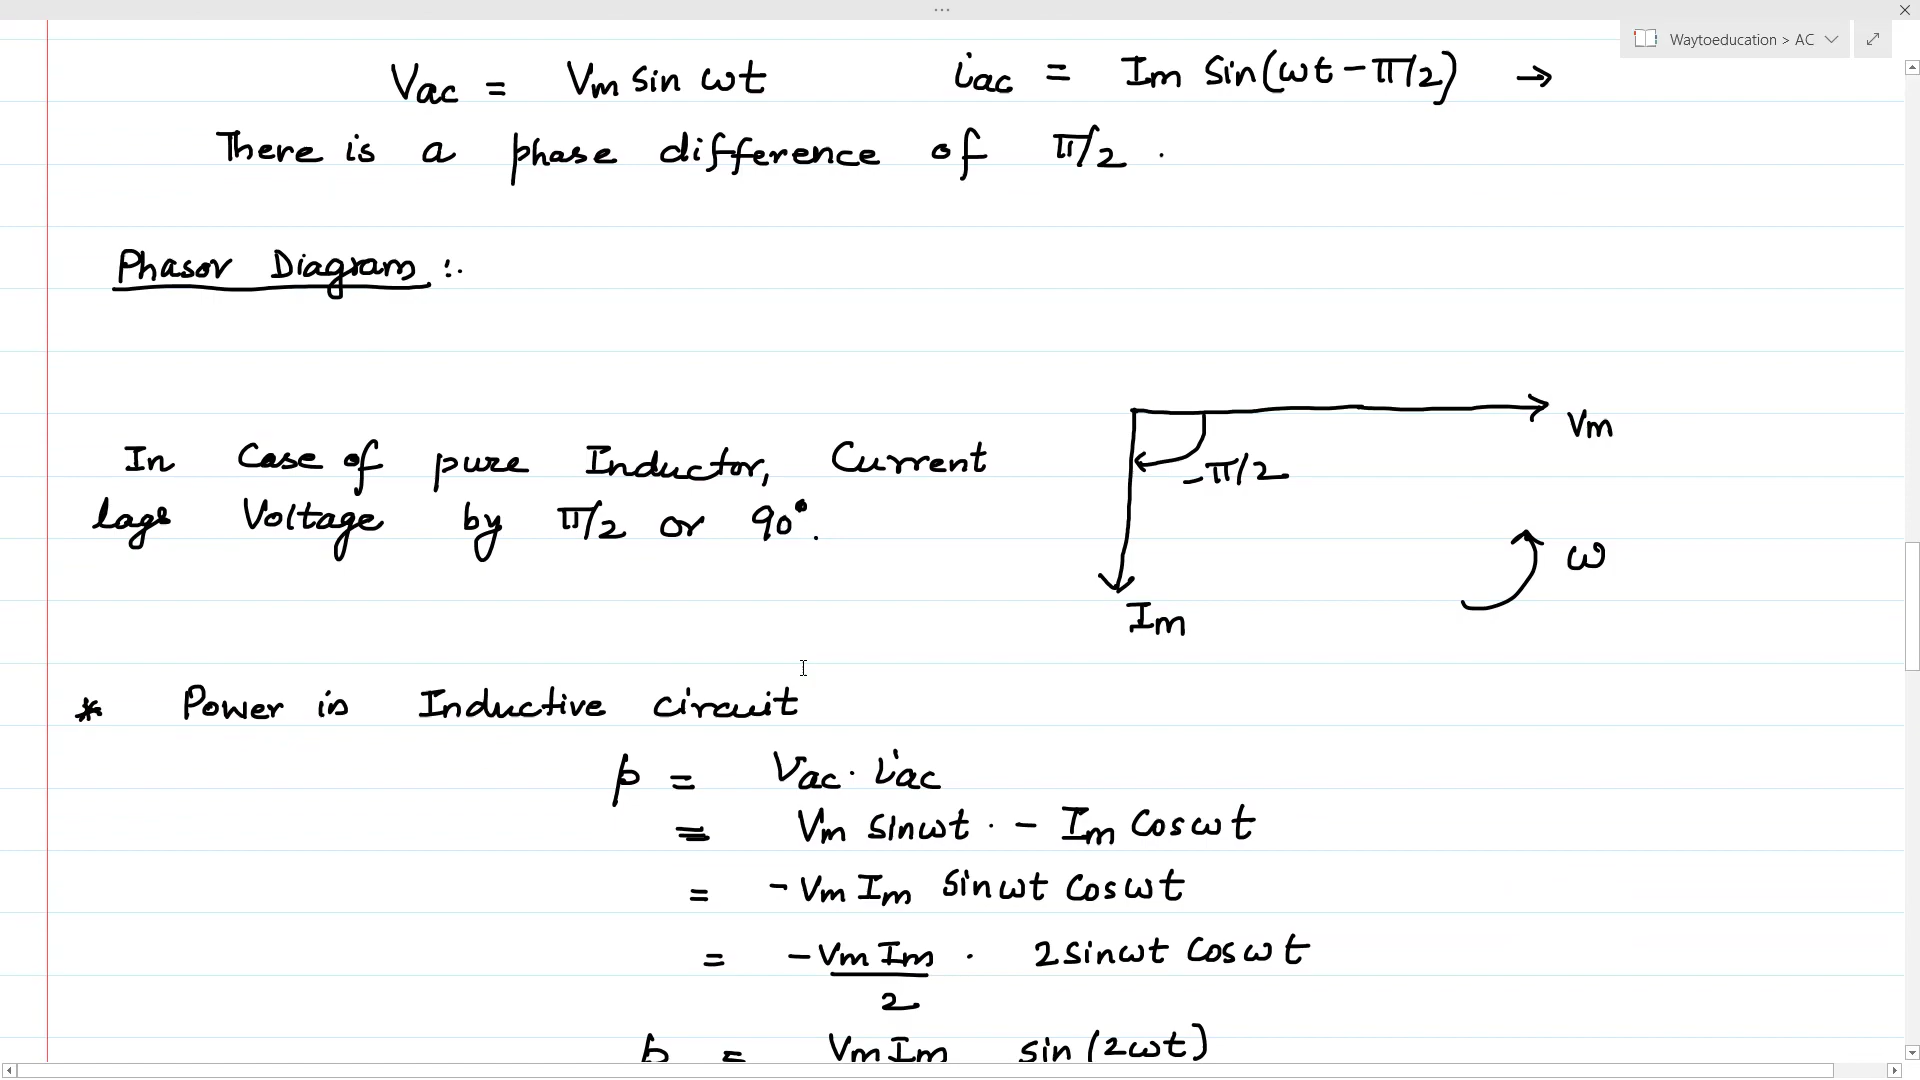 Waytoeducation > AC
Vac = Vm sin ωt iac = Im Sin(ωt - π/2) →
There is a phase difference of π/2 .
Phasor Diagram :.
Vm
-π/2
In Case of pure Inductor, Current
lags Voltage by π/2 or 90°.
ω
Im
* Power in Inductive circuit
p = Vac . iac
= Vm sinωt . - Im Cosωt
= - Vm Im Sinωt Cosωt
= -Vm Im/2 . 2sinωt Cosωt
p = Vm Im sin(2ωt)